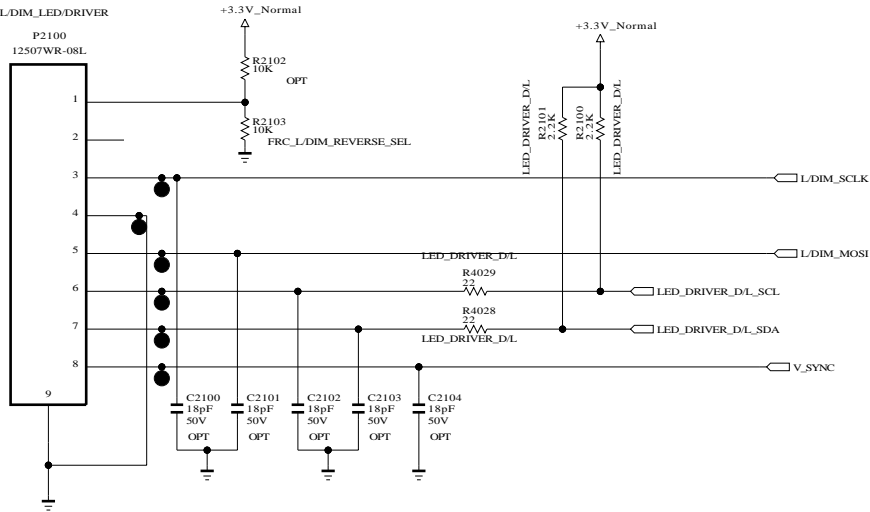 L/DIM_LED/DRIVER
P2100
12507WR-08L
+3.3V_Normal
R2102
10K
OPT
R2103
10K
FRC_L/DIM_REVERSE_SEL
+3.3V_Normal
LED_DRIVER_D/L
R2101
2.2K
R2100
2.2K
LED_DRIVER_D/L
1
2
3
L/DIM_SCLK
4
5
L/DIM_MOSI
LED_DRIVER_D/L
R4029
22
6
LED_DRIVER_D/L_SCL
R4028
22
7
LED_DRIVER_D/L_SDA
LED_DRIVER_D/L
8
V_SYNC
9
C2100
18pF
50V
OPT
C2101
18pF
50V
OPT
C2102
18pF
50V
OPT
C2103
18pF
50V
OPT
C2104
18pF
50V
OPT